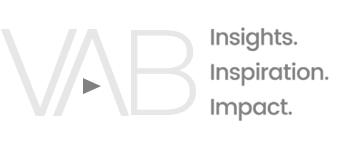 VAB
Insights.
Inspiration.
Impact.